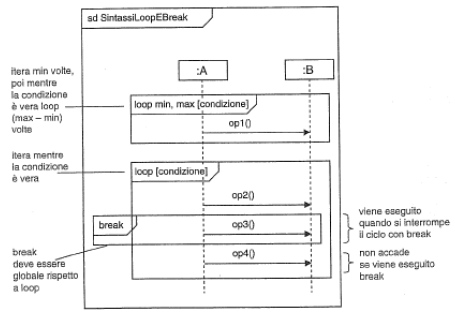 sd SintassiLoopEBreak
itera min volte,
poi mentre
la condizione
è vera loop
(max – min)
volte
:A
:B
loop min, max [condizione]
op1()
itera mentre
la condizione
è vera
loop [condizione]
op2()
break
op3()
viene eseguito
quando si interrompe
il ciclo con break
break
deve essere
globale rispetto
a loop
op4()
non accade
se viene eseguito
break